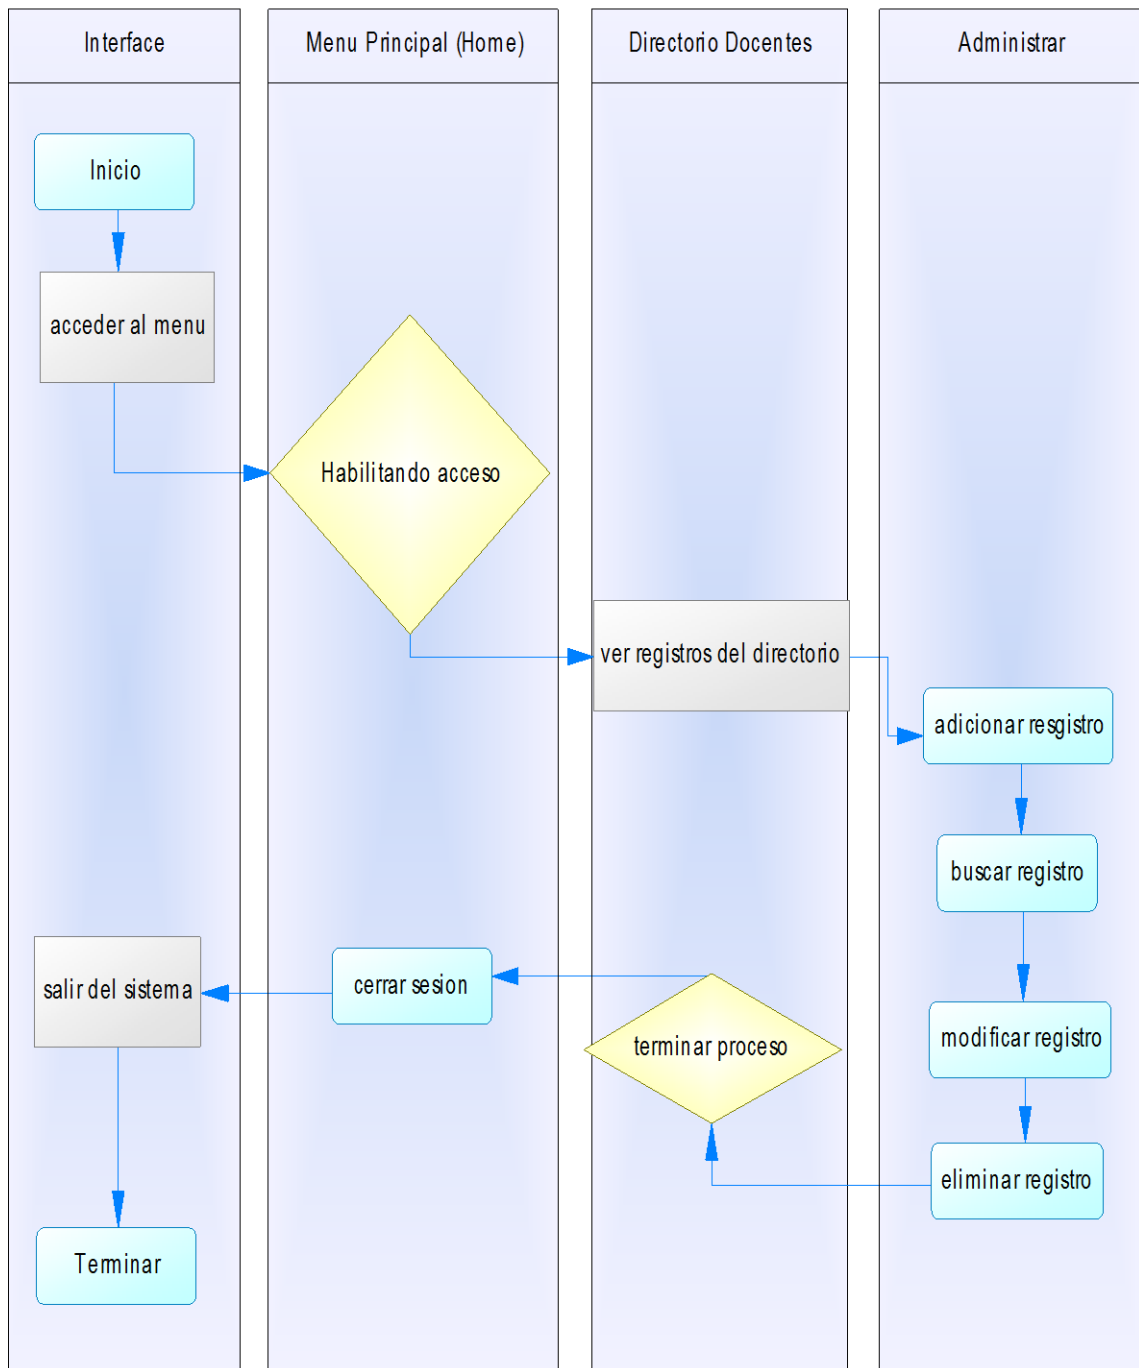 Interface
Menu Principal (Home)
Directorio Docentes
Administrar
Inicio
acceder al menu
Habilitando acceso
ver registros del directorio
adicionar resgistro
buscar registro
modificar registro
eliminar registro
terminar proceso
cerrar sesion
salir del sistema
Terminar